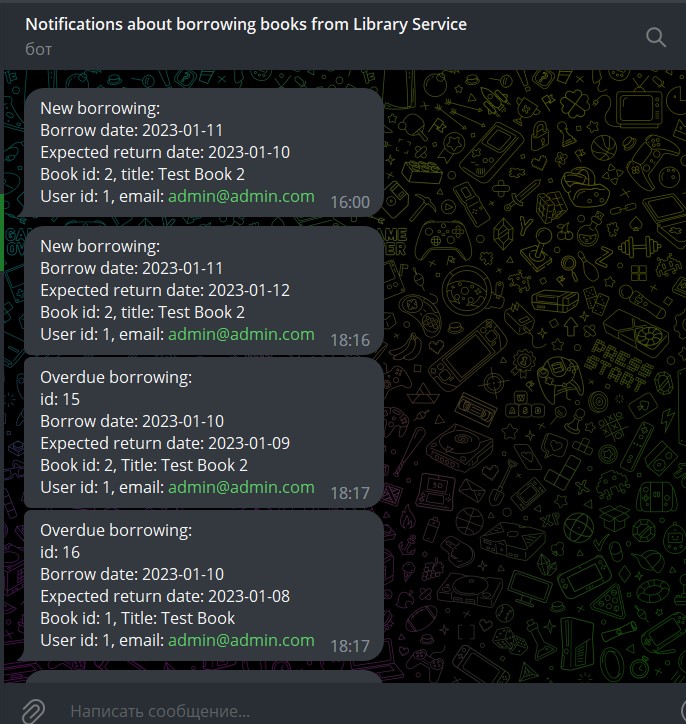 Notifications about borrowing books from Library Service
бот
New borrowing:
Borrow date: 2023-01-11
Expected return date: 2023-01-10
Book id: 2, title: Test Book 2
User id: 1, email: admin@admin.com
16:00
New borrowing:
Borrow date: 2023-01-11
Expected return date: 2023-01-12
Book id: 2, title: Test Book 2
User id: 1, email: admin@admin.com
18:16
Overdue borrowing:
id: 15
Borrow date: 2023-01-10
Expected return date: 2023-01-09
Book id: 2, Title: Test Book 2
User id: 1, email: admin@admin.com
18:17
PRESS
START
Overdue borrowing:
id: 16
Borrow date: 2023-01-10
Expected return date: 2023-01-08
Book id: 1, Title: Test Book
User id: 1, email: admin@admin.com
18:17
Написать сообщение...